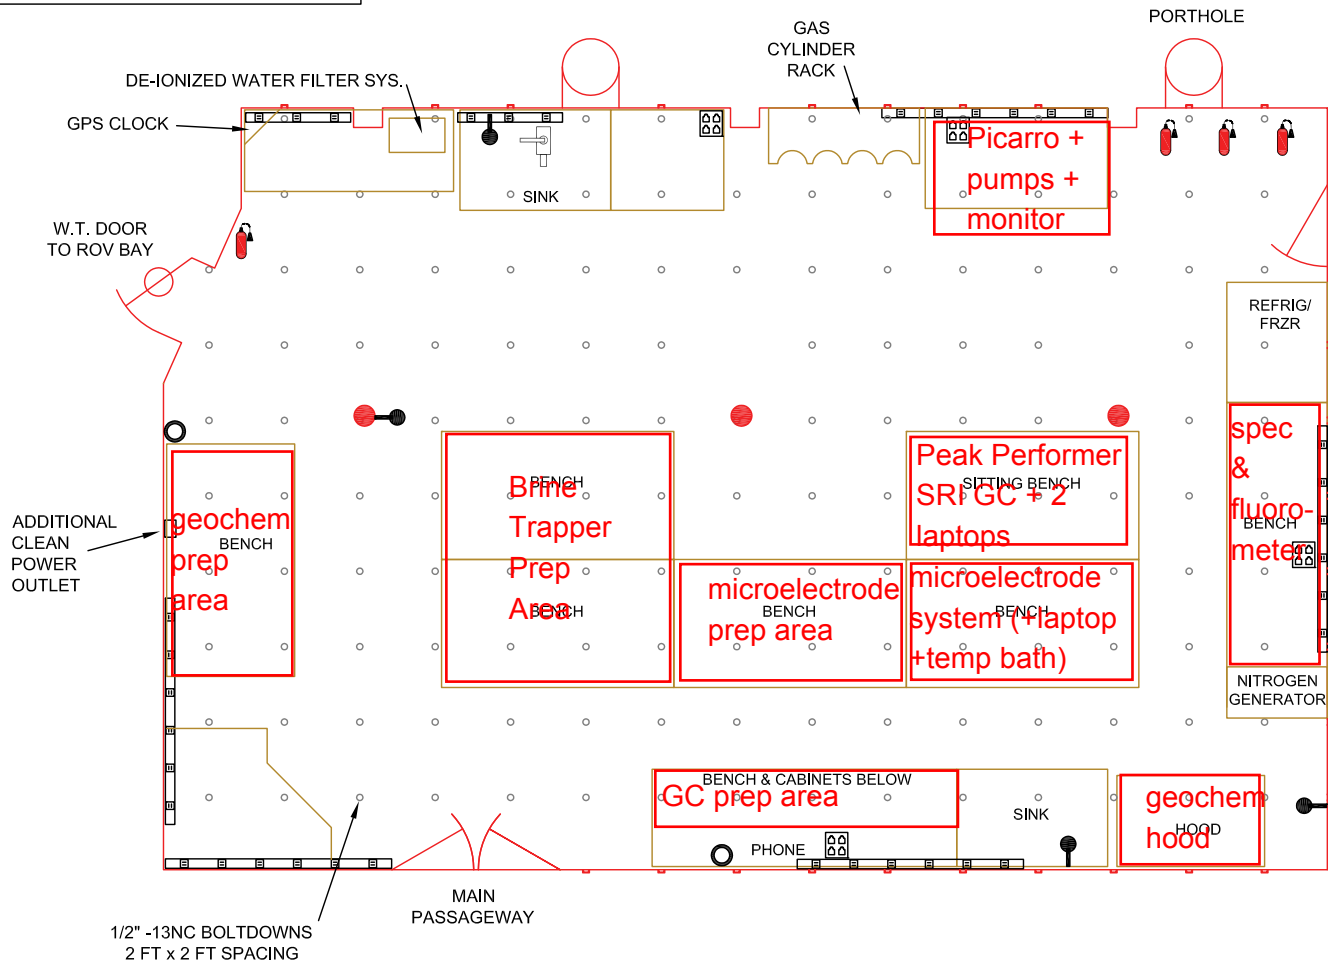 PORTHOLE
GAS
CYLINDER
RACK
DE-IONIZED WATER FILTER SYS.
GPS CLOCK
Picarro +
pumps +
monitor
SINK
W.T. DOOR
TO ROV BAY
REFRIG/
FRZR
spec
&
fluoro-
meter
BENCH
Peak Performer
SRI GC + 2
laptops
SITTING BENCH
Brine
Trapper
Prep
Area
BENCH
BENCH
geochem
prep
area
BENCH
ADDITIONAL
CLEAN
POWER
OUTLET
microelectrode
prep area
BENCH
microelectrode
system (+laptop
+temp bath)
BENCH
NITROGEN
GENERATOR
BENCH & CABINETS BELOW
GC prep area
SINK
geochem
hood
HOOD
PHONE
MAIN
PASSAGEWAY
1/2" -13NC BOLTDOWNS
2 FT x 2 FT SPACING